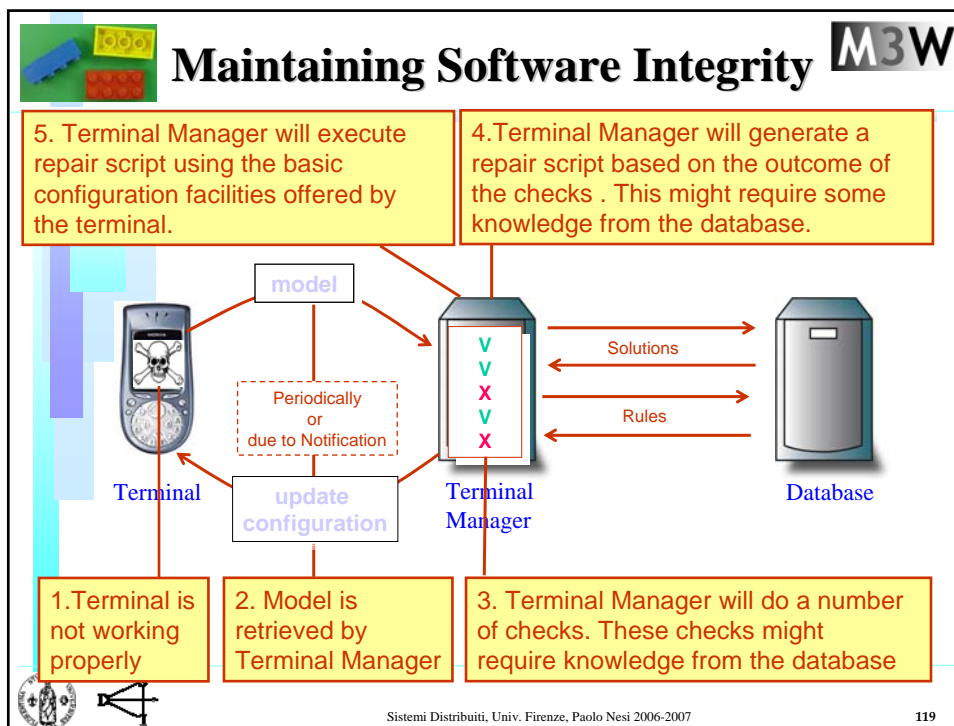 Maintaining Software Integrity
M3W
5. Terminal Manager will execute
repair script using the basic
configuration facilities offered by
the terminal.
4.Terminal Manager will generate a
repair script based on the outcome of
the checks . This might require some
knowledge from the database.
model
Periodically
or
due to Notification
update
configuration
V
V
X
V
X
Solutions
Rules
Terminal
Terminal
Manager
Database
1.Terminal is
not working
properly
2. Model is
retrieved by
Terminal Manager
3. Terminal Manager will do a number
of checks. These checks might
require knowledge from the database
Sistemi Distribuiti, Univ. Firenze, Paolo Nesi 2006-2007
119